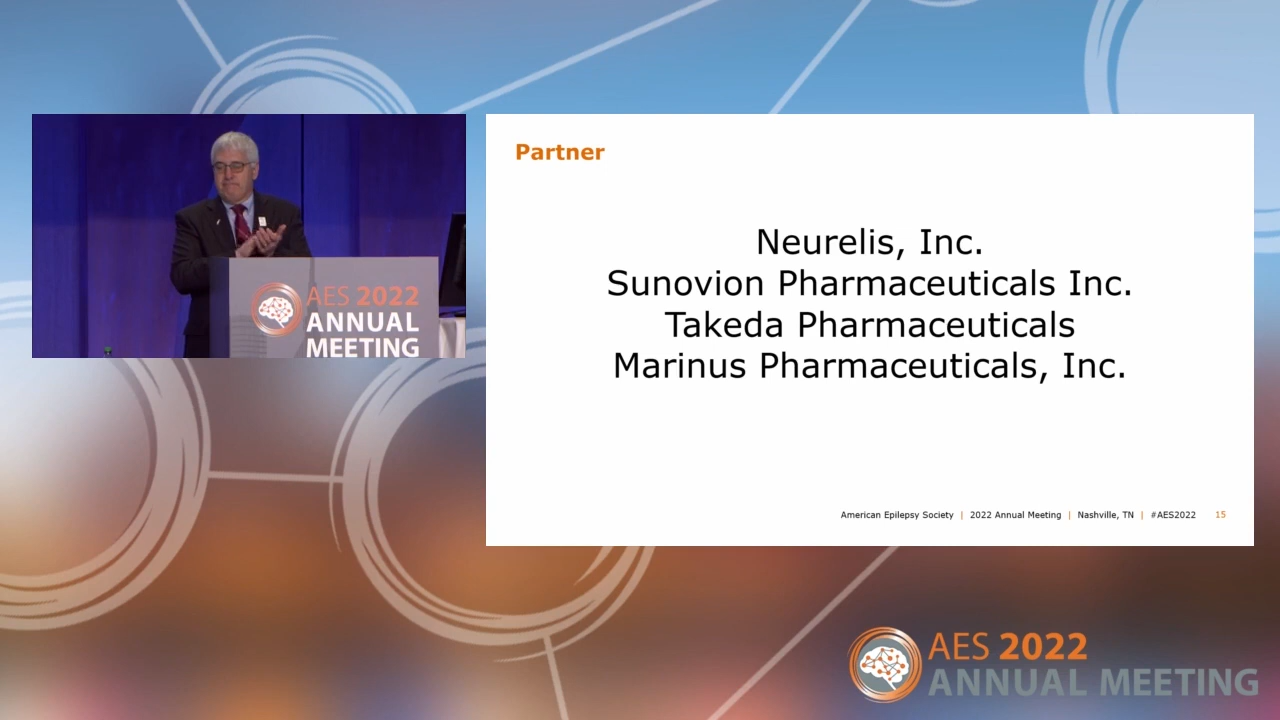 AES 2022
ANNUAL
MEETING
Partner
Neurelis, Inc.
Sunovion Pharmaceuticals Inc.
Takeda Pharmaceuticals
Marinus Pharmaceuticals, Inc.
American Epilepsy Society | 2022 Annual Meeting | Nashville, TN | #AES2022 15
AES 2022
ANNUAL MEETING